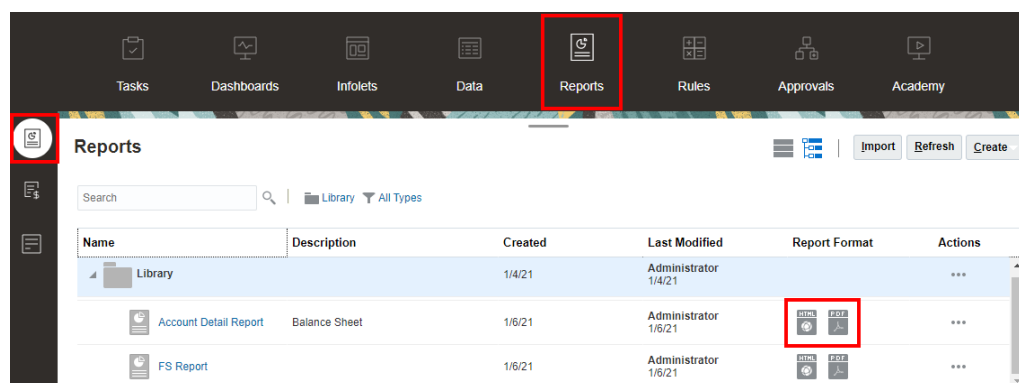 Tasks Dashboards Infolets Data Reports Rules Approvals Academy
Reports
Import Refresh Create
Search Library All Types
Name Description Created Last Modified Report Format Actions
Library 1/4/21 Administrator
1/4/21
HTML PDF
Account Detail Report Balance Sheet 1/6/21 Administrator
1/6/21
HTML PDF
FS Report 1/6/21 Administrator
1/6/21